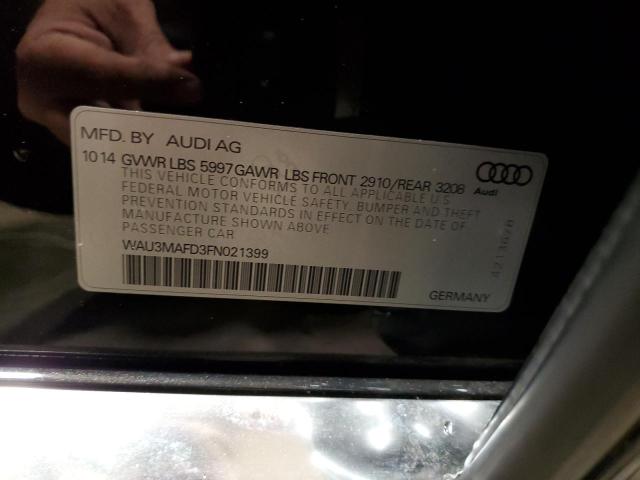 MFD. BY AUDI AG
1014 GVWR LBS 5997 GAWR LBS FRONT 2910/REAR 3208
THIS VEHICLE CONFORMS TO ALL APPLICABLE U.S
FEDERAL MOTOR VEHICLE SAFETY, BUMPER AND THEFT
PREVENTION STANDARDS IN EFFECT ON THE DATE OF
MANUFACTURE SHOWN ABOVE
PASSENGER CAR
WAU3MAFD3FN021399
GERMANY
Audi